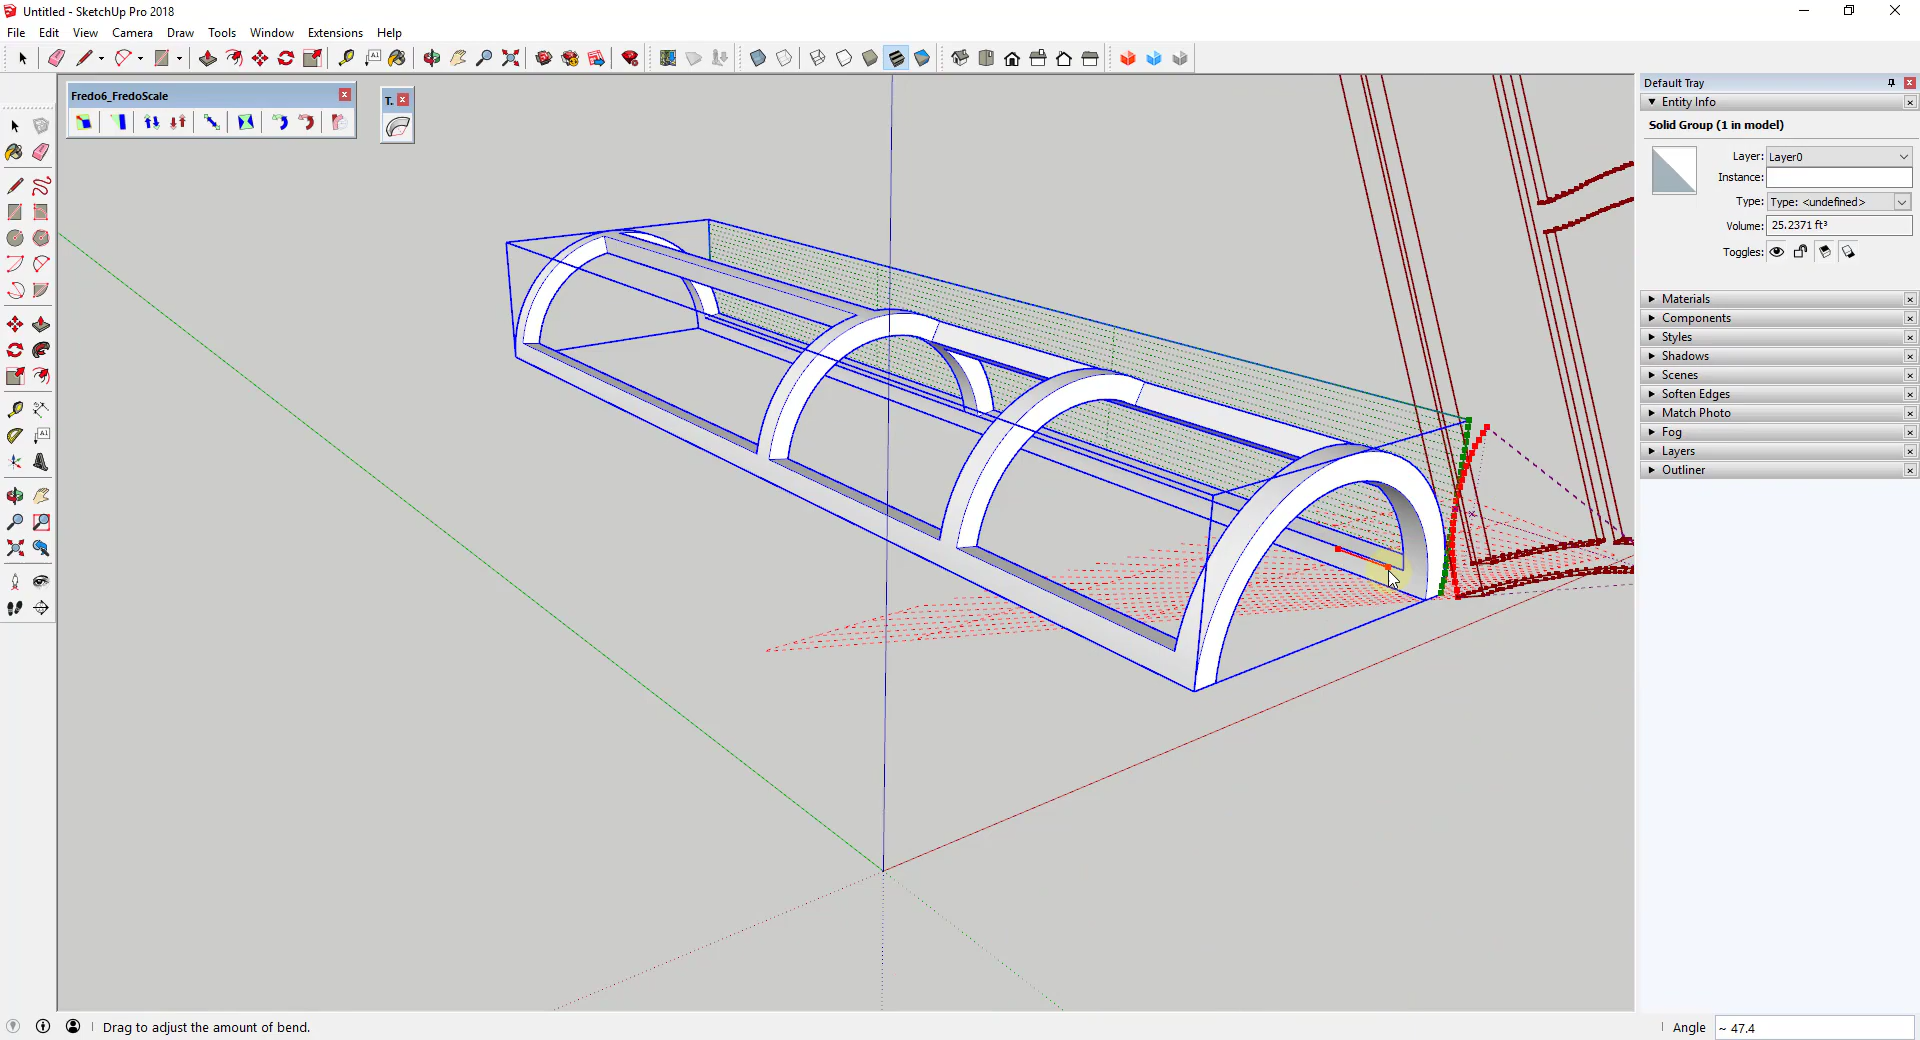 Untitled - SketchUp Pro 2018
File Edit View Camera Draw Tools Window Extensions Help
Fredo6_FredoScale
T.
Default Tray
Entity Info
Solid Group (1 in model)
Layer: Layer0
Instance:
Type: Type: <undefined>
Volume: 25.2371 ft³
Toggles:
Materials
Components
Styles
Shadows
Scenes
Soften Edges
Match Photo
Fog
Layers
Outliner
Drag to adjust the amount of bend.
Angle ~ 47.4